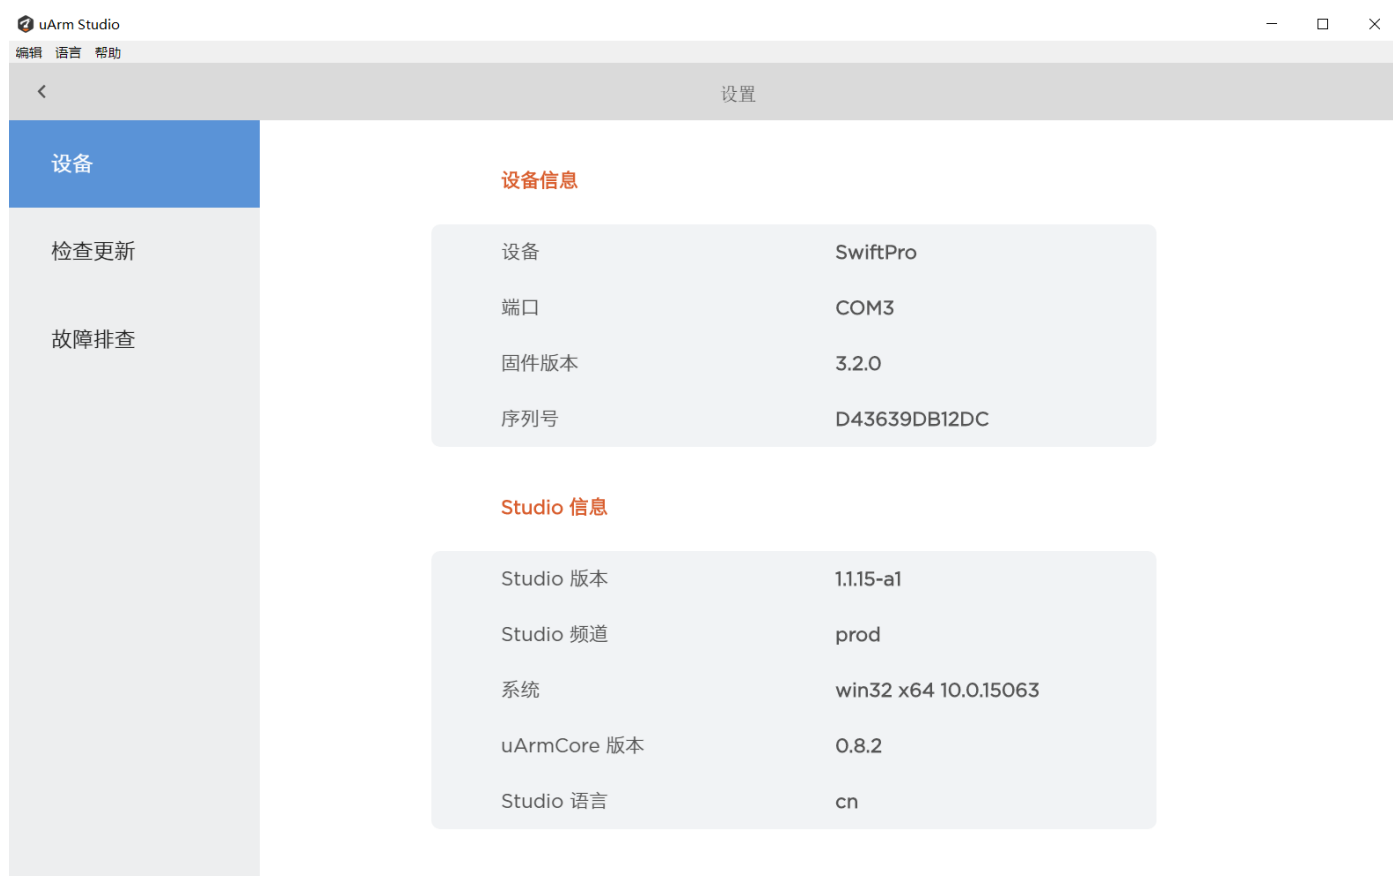 uArm Studio
编辑 语言 帮助
设置
设备
检查更新
故障排查
设备信息
设备 SwiftPro
端口 COM3
固件版本 3.2.0
序列号 D43639DB12DC
Studio 信息
Studio 版本 1.1.15-a1
Studio 频道 prod
系统 win32 x64 10.0.15063
uArmCore 版本 0.8.2
Studio 语言 cn